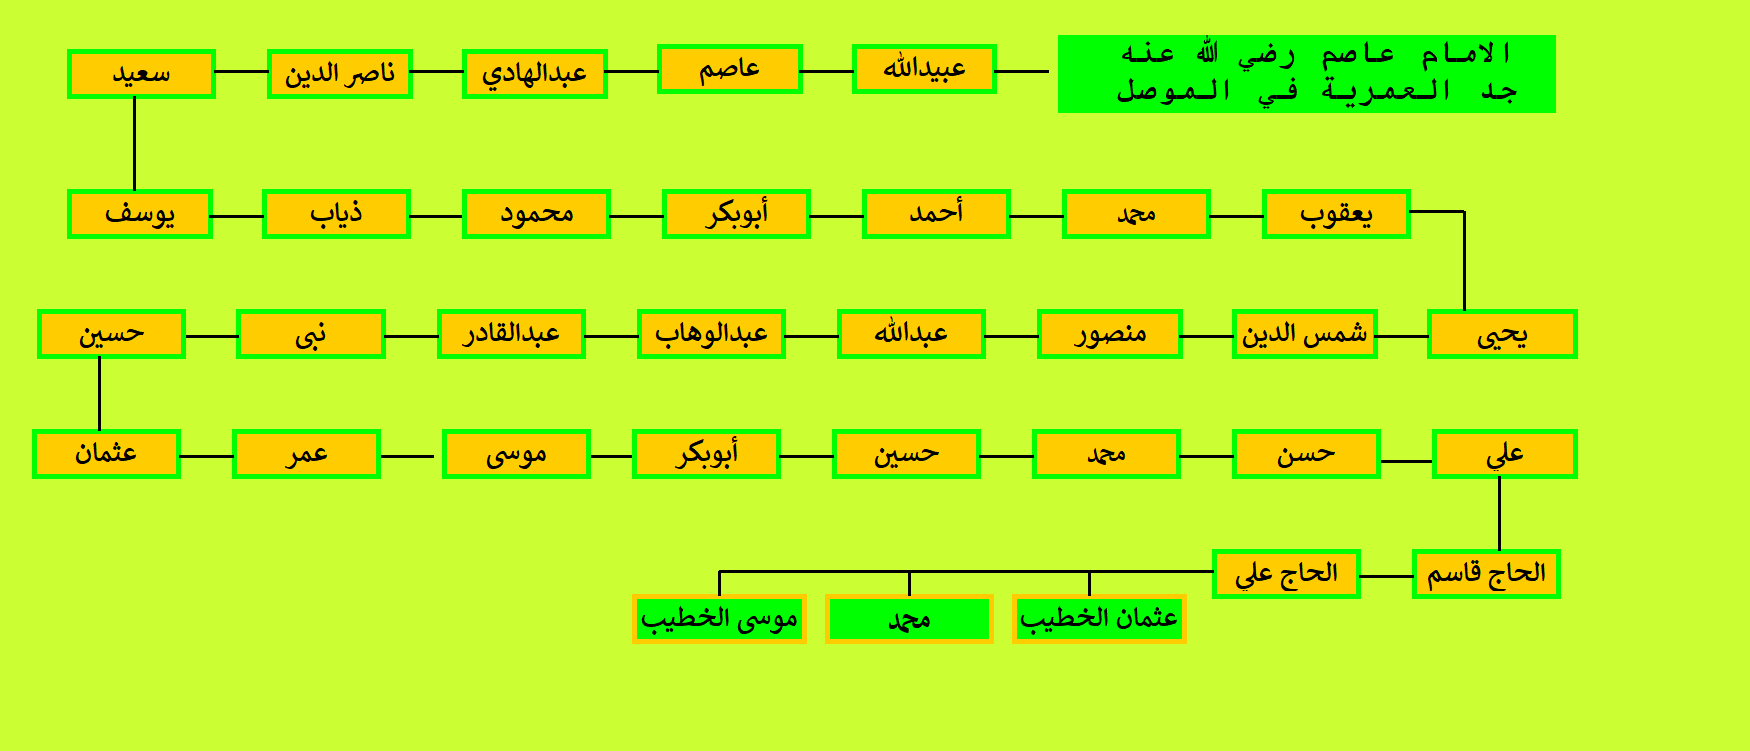 الامام عاصم رضي الله عنه
جد العمرية في الموصل
عبيدالله
عاصم
عبدالهادي
ناصر الدين
سعيد
يوسف
ذياب
محمود
أبوبكر
أحمد
محمد
يعقوب
يحيى
شمس الدين
منصور
عبدالله
عبدالوهاب
عبدالقادر
نبى
حسين
عثمان
عمر
موسى
أبوبكر
حسين
محمد
حسن
علي
الحاج قاسم
الحاج علي
عثمان الخطيب
محمد
موسى الخطيب